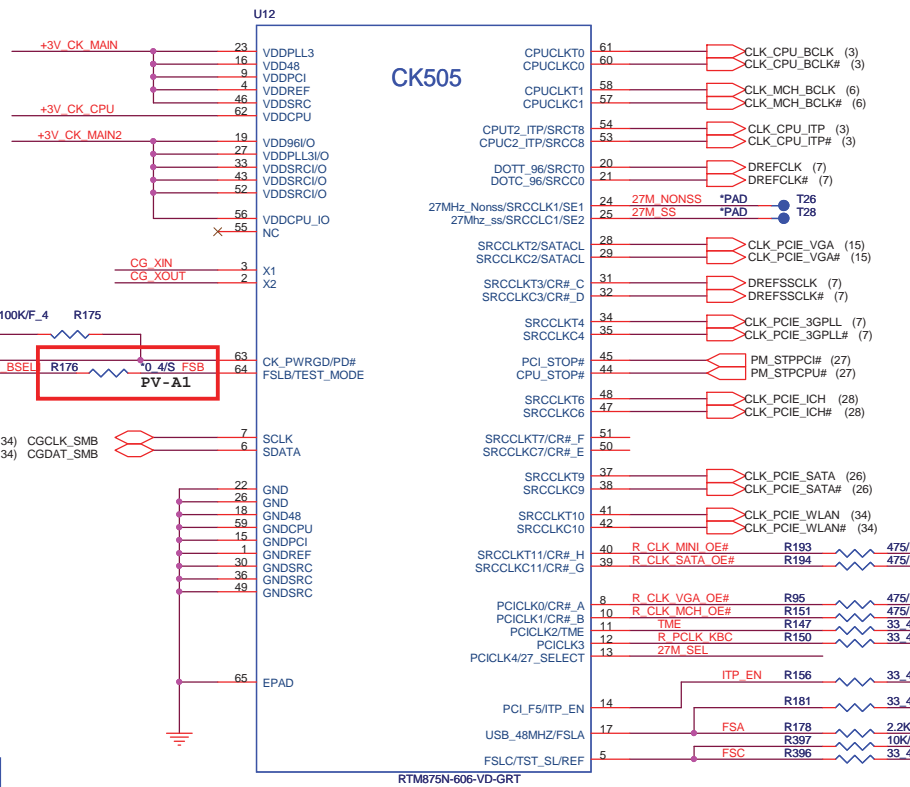 U12
CK505
+3V_CK_MAIN 23 VDDPLL3
16 VDD48
9 VDDPCI
4 VDDREF
46 VDDSRC
+3V_CK_CPU 62 VDDCPU
+3V_CK_MAIN2 19 VDD96I/O
27 VDDPLL3I/O
33 VDDSRCI/O
43 VDDSRCI/O
52 VDDSRCI/O
56 VDDCPU_IO
55 NC
CG_XIN 3 X1
CG_XOUT 2 X2
100K/F_4 R175
63 CK_PWRGD/PD#
BSEL R176 *0_4/S FSB 64 FSLB/TEST_MODE
PV-A1
34) CGCLK_SMB 7 SCLK
34) CGDAT_SMB 6 SDATA
22 GND
26 GND
18 GND48
59 GNDCPU
15 GNDPCI
1 GNDREF
30 GNDSRC
36 GNDSRC
49 GNDSRC
65 EPAD
CPUCLKT0 61 CLK_CPU_BCLK (3)
CPUCLKC0 60 CLK_CPU_BCLK# (3)
CPUCLKT1 58 CLK_MCH_BCLK (6)
CPUCLKC1 57 CLK_MCH_BCLK# (6)
CPUT2_ITP/SRCT8 54 CLK_CPU_ITP (3)
CPUC2_ITP/SRCC8 53 CLK_CPU_ITP# (3)
DOTT_96/SRCT0 20 DREFCLK (7)
DOTC_96/SRCC0 21 DREFCLK# (7)
27MHz_Nonss/SRCCLK1/SE1 24 27M_NONSS *PAD T26
27Mhz_ss/SRCCLC1/SE2 25 27M_SS *PAD T28
SRCCLKT2/SATACL 28 CLK_PCIE_VGA (15)
SRCCLKC2/SATACL 29 CLK_PCIE_VGA# (15)
SRCCLKT3/CR#_C 31 DREFSSCLK (7)
SRCCLKC3/CR#_D 32 DREFSSCLK# (7)
SRCCLKT4 34 CLK_PCIE_3GPLL (7)
SRCCLKC4 35 CLK_PCIE_3GPLL# (7)
PCI_STOP# 45 PM_STPPCI# (27)
CPU_STOP# 44 PM_STPCPU# (27)
SRCCLKT6 48 CLK_PCIE_ICH (28)
SRCCLKC6 47 CLK_PCIE_ICH# (28)
SRCCLKT7/CR#_F 51
SRCCLKC7/CR#_E 50
SRCCLKT9 37 CLK_PCIE_SATA (26)
SRCCLKC9 38 CLK_PCIE_SATA# (26)
SRCCLKT10 41 CLK_PCIE_WLAN (34)
SRCCLKC10 42 CLK_PCIE_WLAN# (34)
SRCCLKT11/CR#_H 40 R_CLK_MINI_OE# R193 475/
SRCCLKC11/CR#_G 39 R_CLK_SATA_OE# R194 475/
PCICLK0/CR#_A 8 R_CLK_VGA_OE# R95 475/
PCICLK1/CR#_B 10 R_CLK_MCH_OE# R151 475/
PCICLK2/TME 11 TME R147 33_4
PCICLK3 12 R_PCLK_KBC R150 33_4
PCICLK4/27_SELECT 13 27M_SEL
PCI_F5/ITP_EN 14 ITP_EN R156 33_4
R181 33_4
USB_48MHZ/FSLA 17 FSA R178 2.2K
R397 10K/
FSLC/TST_SL/REF 5 FSC R396 33_4
RTM875N-606-VD-GRT